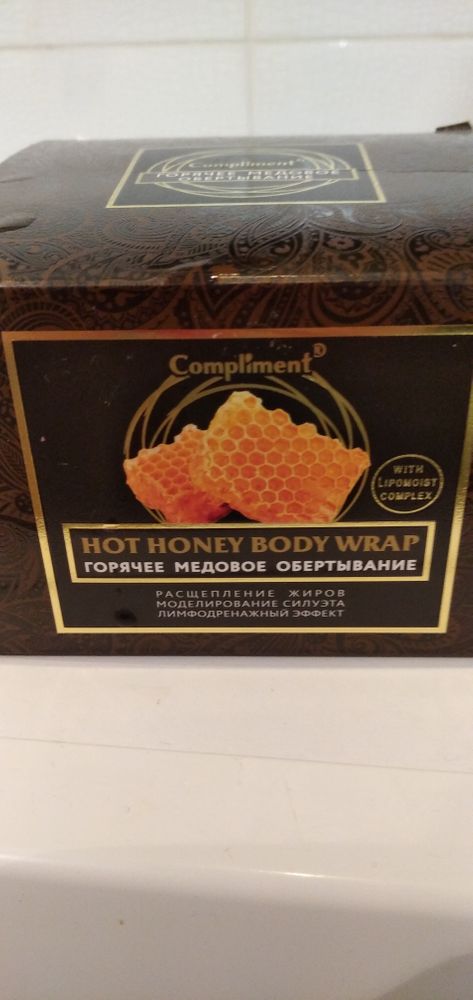 Compliment®
ГОРЯЧЕЕ МЕДОВОЕ
ОБЕРТЫВАНИЕ
Compliment®
WITH
LIPOMOIST
COMPLEX
HOT HONEY BODY WRAP
ГОРЯЧЕЕ МЕДОВОЕ ОБЕРТЫВАНИЕ
РАСЩЕПЛЕНИЕ ЖИРОВ
МОДЕЛИРОВАНИЕ СИЛУЭТА
ЛИМФОДРЕНАЖНЫЙ ЭФФЕКТ